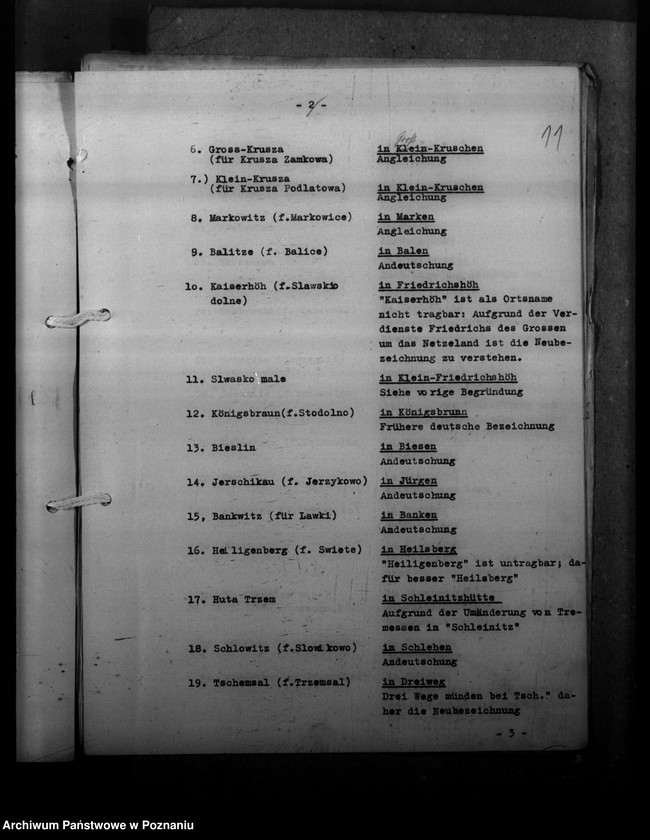 - 2 -
11
Groß
6. Gross-Krusza in Klein-Kruschen
(für Krusza Zamkowa) Angleichung
7.) Klein-Krusza
(für Krusza Podlatowa) in Klein-Kruschen
Angleichung
8. Markowitz (f.Markowice) in Marken
Angleichung
9. Balitze (f. Balice) in Balen
Andeutschung
lo. Kaiserhöh (f.Slawsko in Friedrichshöh
dolne) "Kaiserhöh" ist als Ortsname
nicht tragbar: Aufgrund der Ver-
dienste Friedrichs des Grossen
um das Netzeland ist die Neube-
zeichnung zu verstehen.
11. Slwasko male in Klein-Friedrichshöh
Siehe vorige Begründung
12. Königsbraun(f.Stodolno) in Königsbrunn
Frühere deutsche Bezeichnung
13. Bieslin in Biesen
Andeutschung
14. Jerschikau (f. Jerzykowo) in Jürgen
Andeutschung
15, Bankwitz (für Lawki) in Banken
Andeutschung
16. Heiligenberg (f. Swiete) in Heilsberg
"Heiligenberg" ist untragbar; da-
für besser "Heilsberg"
17. Huta Trzem in Schleinitzhütte
Aufgrund der Umänderung von Tre-
messen in "Schleinitz"
18. Schlowitz (f.Slowikowo) in Schlehen
Andeutschung
19. Tschemsal (f.Trzemsal) in Dreiweg
Drei Wege münden bei Tsch." da-
her die Neubezeichnung
- 3 -
Archiwum Państwowe w Poznaniu